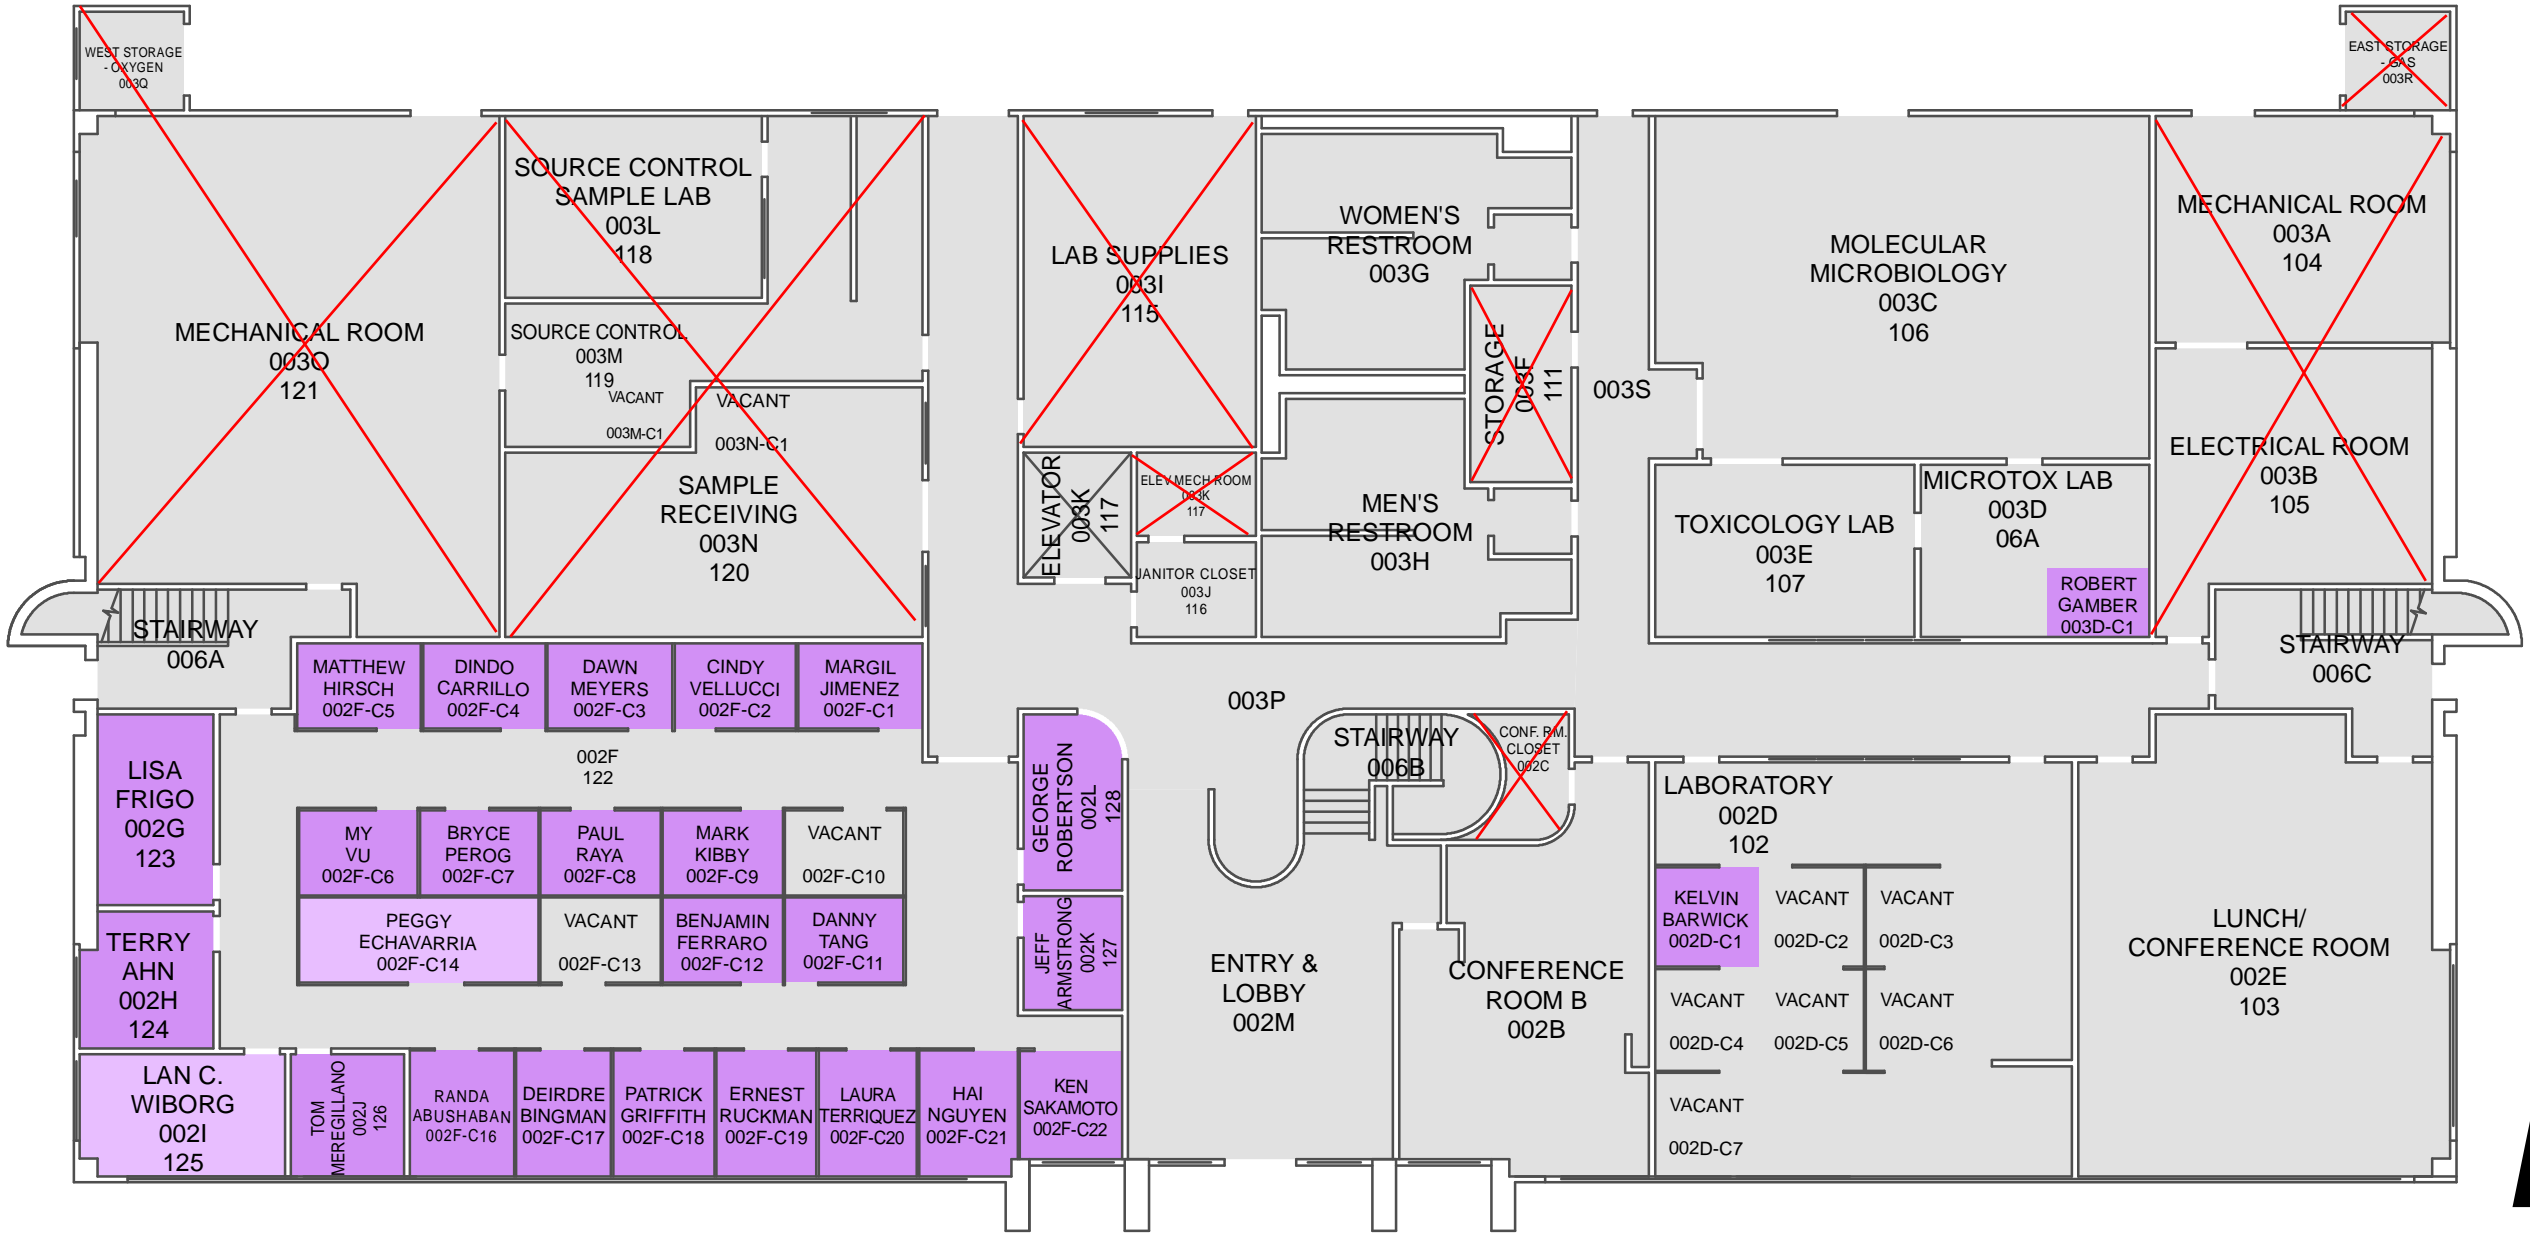 WEST STORAGE
- OXYGEN
003Q
EAST STORAGE
- GAS
003R
MECHANICAL ROOM
003O
121
SOURCE CONTROL
SAMPLE LAB
003L
118
SOURCE CONTROL
003M
119
VACANT
003M-C1
VACANT
003N-C1
SAMPLE
RECEIVING
003N
120
LAB SUPPLIES
003I
115
ELEVATOR
003K
117
ELEV.MECH ROOM
003K
117
JANITOR CLOSET
003J
116
WOMEN'S
RESTROOM
003G
MEN'S
RESTROOM
003H
STORAGE
003F
111
003S
MOLECULAR
MICROBIOLOGY
003C
106
TOXICOLOGY LAB
003E
107
MICROTOX LAB
003D
06A
ROBERT
GAMBER
003D-C1
MECHANICAL ROOM
003A
104
ELECTRICAL ROOM
003B
105
STAIRWAY
006A
STAIRWAY
006C
MATTHEW
HIRSCH
002F-C5
DINDO
CARRILLO
002F-C4
DAWN
MEYERS
002F-C3
CINDY
VELLUCCI
002F-C2
MARGIL
JIMENEZ
002F-C1
003P
002F
122
LISA
FRIGO
002G
123
TERRY
AHN
002H
124
LAN C.
WIBORG
002I
125
MY
VU
002F-C6
BRYCE
PEROG
002F-C7
PAUL
RAYA
002F-C8
MARK
KIBBY
002F-C9
VACANT
002F-C10
PEGGY
ECHAVARRIA
002F-C14
VACANT
002F-C13
BENJAMIN
FERRARO
002F-C12
DANNY
TANG
002F-C11
GEORGE
ROBERTSON
002L
128
JEFF
ARMSTRONG
002K
127
TOM
MEREGILLANO
002J
126
RANDA
ABUSHABAN
002F-C16
DEIRDRE
BINGMAN
002F-C17
PATRICK
GRIFFITH
002F-C18
ERNEST
RUCKMAN
002F-C19
LAURA
TERRIQUEZ
002F-C20
HAI
NGUYEN
002F-C21
KEN
SAKAMOTO
002F-C22
STAIRWAY
006B
CONF. RM.
CLOSET
002C
ENTRY &
LOBBY
002M
CONFERENCE
ROOM B
002B
LABORATORY
002D
102
KELVIN
BARWICK
002D-C1
VACANT
002D-C2
VACANT
002D-C3
VACANT
002D-C4
VACANT
002D-C5
VACANT
002D-C6
VACANT
002D-C7
LUNCH/
CONFERENCE ROOM
002E
103